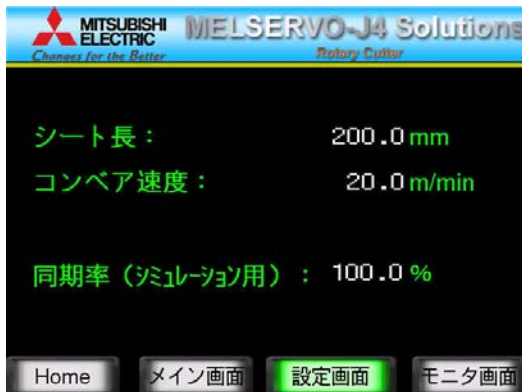 MITSUBISHI
ELECTRIC
Changes for the Better
MELSERVO-J4 Solutions
Rotary Cutter
シート長： 200.0 mm
コンベア速度： 20.0 m/min
同期率（ｼﾐｭﾚｰｼｮﾝ用）： 100.0 %
Home メイン画面 設定画面 モニタ画面